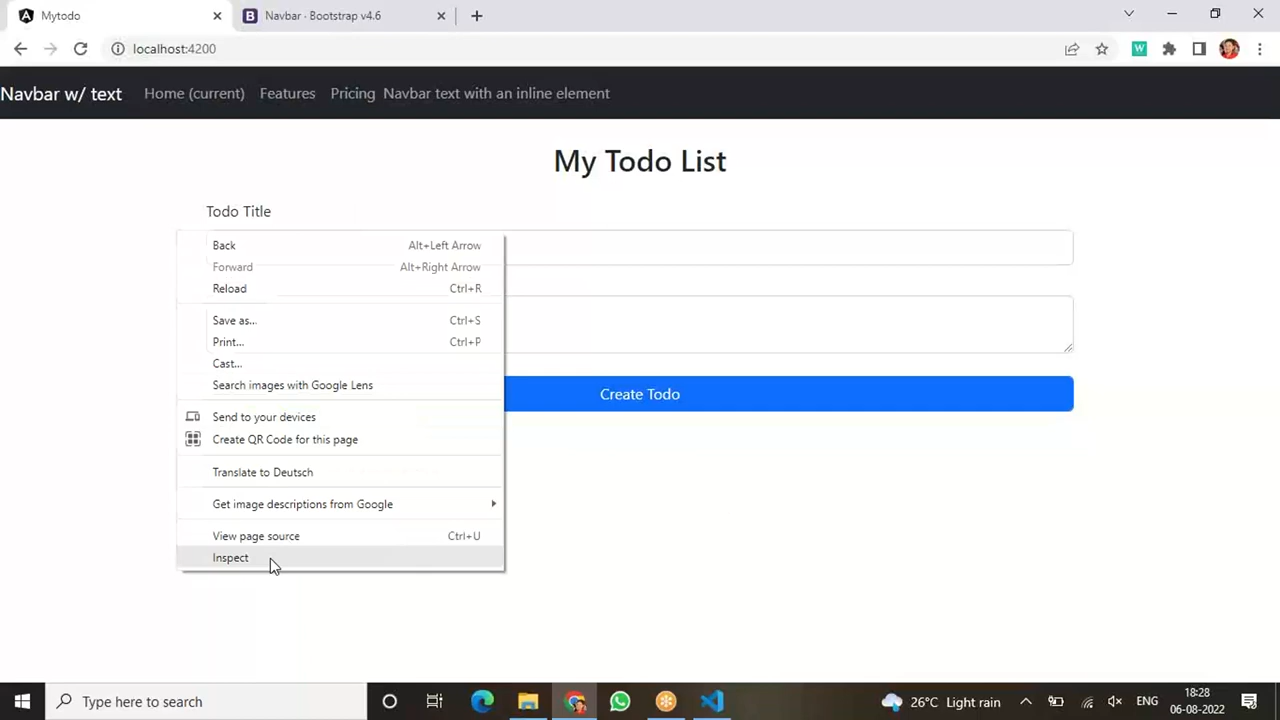 Mytodo
B Navbar · Bootstrap v4.6
localhost:4200
W
Navbar w/ text Home (current) Features Pricing Navbar text with an inline element
My Todo List
Todo Title
Back Alt+Left Arrow
Forward Alt+Right Arrow
Reload Ctrl+R
Save as... Ctrl+S
Print... Ctrl+P
Cast...
Search images with Google Lens
Create Todo
Send to your devices
Create QR Code for this page
Translate to Deutsch
Get image descriptions from Google
View page source Ctrl+U
Inspect
Type here to search
26°C Light rain
ENG
18:28
06-08-2022